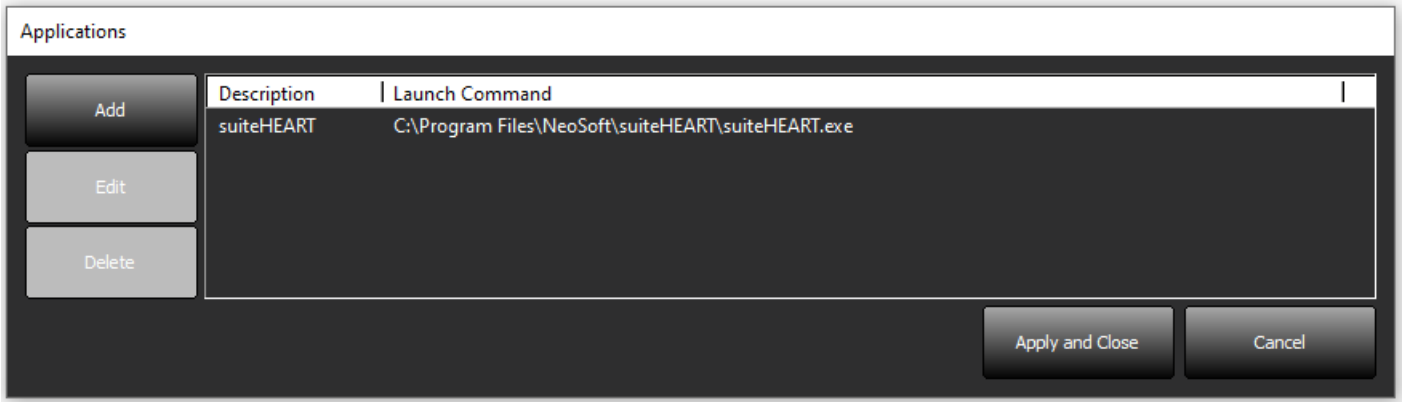 Applications
Add
Edit
Delete
Description Launch Command
suiteHEART C:\Program Files\NeoSoft\suiteHEART\suiteHEART.exe
Apply and Close Cancel